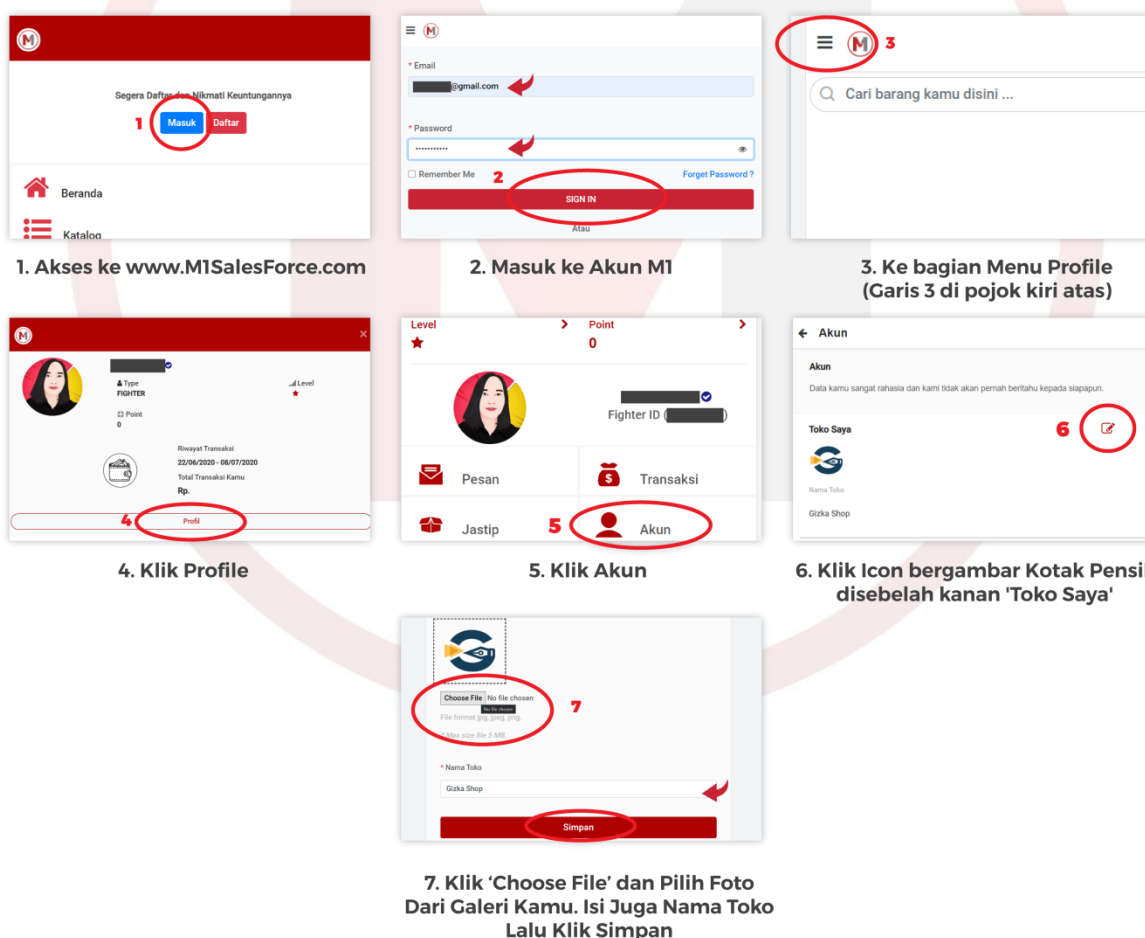 M
Segera Daftar dan Nikmati Keuntungannya
1
Masuk
Daftar
Beranda
Katalog
1. Akses ke www.M1SalesForce.com
M
* Email
@gmail.com
* Password
Remember Me
2
Forget Password ?
SIGN IN
Atau
2. Masuk ke Akun M1
M
3
Cari barang kamu disini ...
3. Ke bagian Menu Profile
(Garis 3 di pojok kiri atas)
M
×
Type
FIGHTER
Level
Point
0
Riwayat Transaksi
22/06/2020 - 08/07/2020
Total Transaksi Kamu
Rp.
4
Profil
4. Klik Profile
Level
Point
0
Fighter ID ( )
Pesan
Transaksi
Jastip
5
Akun
5. Klik Akun
Akun
Akun
Data kamu sangat rahasia dan kami tidak akan pernah beritahu kepada siapapun.
Toko Saya
6
Nama Toko
Gizka Shop
6. Klik Icon bergambar Kotak Pensil
disebelah kanan 'Toko Saya'
Choose File No file chosen
No file chosen
7
File format jpg, jpeg, png.
* Max size file 5 MB.
* Nama Toko
Gizka Shop
Simpan
7. Klik ‘Choose File’ dan Pilih Foto
Dari Galeri Kamu. Isi Juga Nama Toko
Lalu Klik Simpan